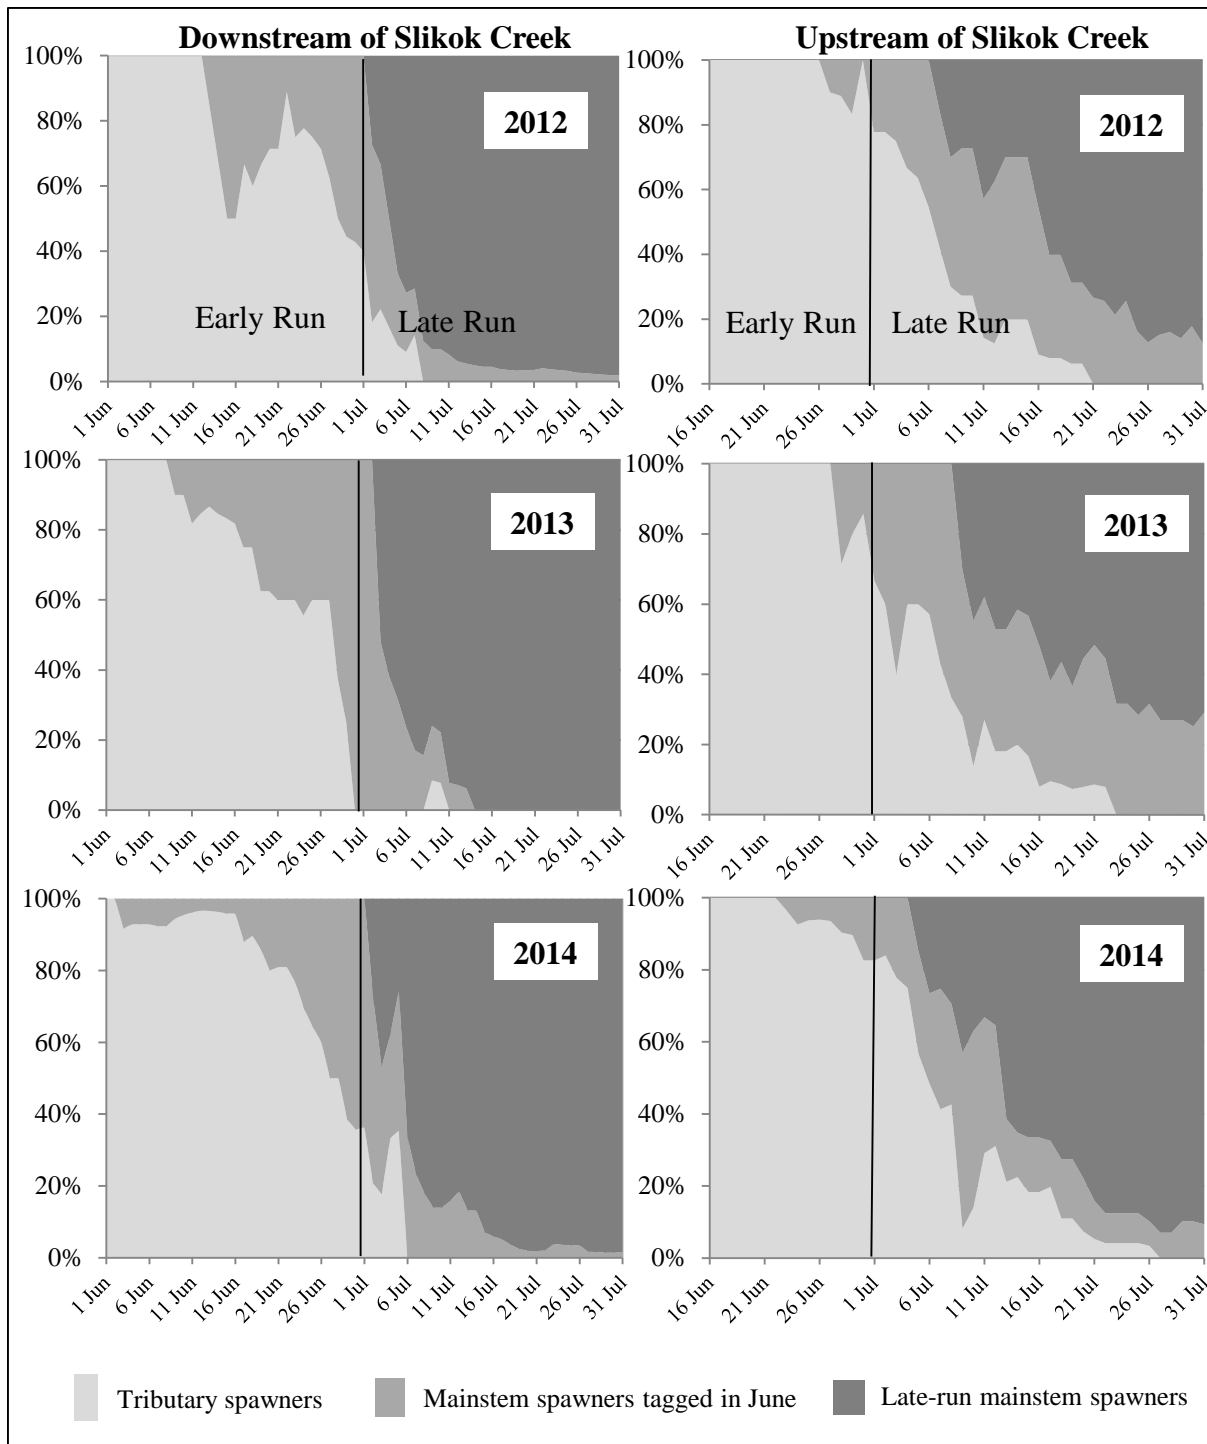 Downstream of Slikok Creek
Upstream of Slikok Creek
100%
80%
60%
40%
20%
0%
2012
Early Run
Late Run
1 Jun
6 Jun
11 Jun
16 Jun
21 Jun
26 Jun
1 Jul
6 Jul
11 Jul
16 Jul
21 Jul
26 Jul
31 Jul
100%
80%
60%
40%
20%
0%
2012
Early Run
Late Run
16 Jun
21 Jun
26 Jun
1 Jul
6 Jul
11 Jul
16 Jul
21 Jul
26 Jul
31 Jul
100%
80%
60%
40%
20%
0%
2013
1 Jun
6 Jun
11 Jun
16 Jun
21 Jun
26 Jun
1 Jul
6 Jul
11 Jul
16 Jul
21 Jul
26 Jul
31 Jul
100%
80%
60%
40%
20%
0%
2013
16 Jun
21 Jun
26 Jun
1 Jul
6 Jul
11 Jul
16 Jul
21 Jul
26 Jul
31 Jul
100%
80%
60%
40%
20%
0%
2014
1 Jun
6 Jun
11 Jun
16 Jun
21 Jun
26 Jun
1 Jul
6 Jul
11 Jul
16 Jul
21 Jul
26 Jul
31 Jul
100%
80%
60%
40%
20%
0%
2014
16 Jun
21 Jun
26 Jun
1 Jul
6 Jul
11 Jul
16 Jul
21 Jul
26 Jul
31 Jul
Tributary spawners
Mainstem spawners tagged in June
Late-run mainstem spawners